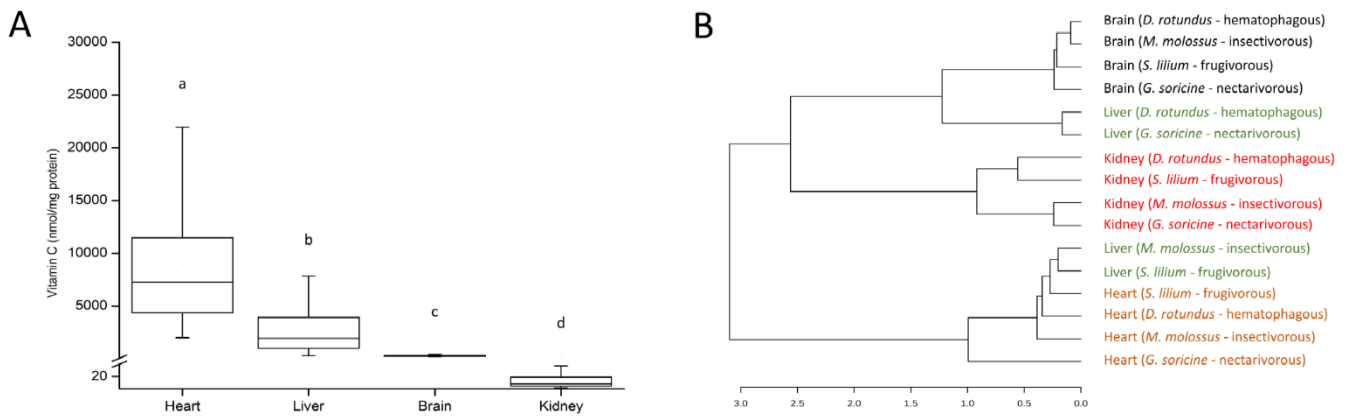 A
Vitamin C (nmol/mg protein)
30000
25000
20000
15000
10000
5000
20
a
b
c
d
Heart Liver Brain Kidney
B
Brain (D. rotundus - hematophagous)
Brain (M. molossus - insectivorous)
Brain (S. lilium - frugivorous)
Brain (G. soricine - nectarivorous)
Liver (D. rotundus - hematophagous)
Liver (G. soricine - nectarivorous)
Kidney (D. rotundus - hematophagous)
Kidney (S. lilium - frugivorous)
Kidney (M. molossus - insectivorous)
Kidney (G. soricine - nectarivorous)
Liver (M. molossus - insectivorous)
Liver (S. lilium - frugivorous)
Heart (S. lilium - frugivorous)
Heart (D. rotundus - hematophagous)
Heart (M. molossus - insectivorous)
Heart (G. soricine - nectarivorous)
3.0 2.5 2.0 1.5 1.0 0.5 0.0